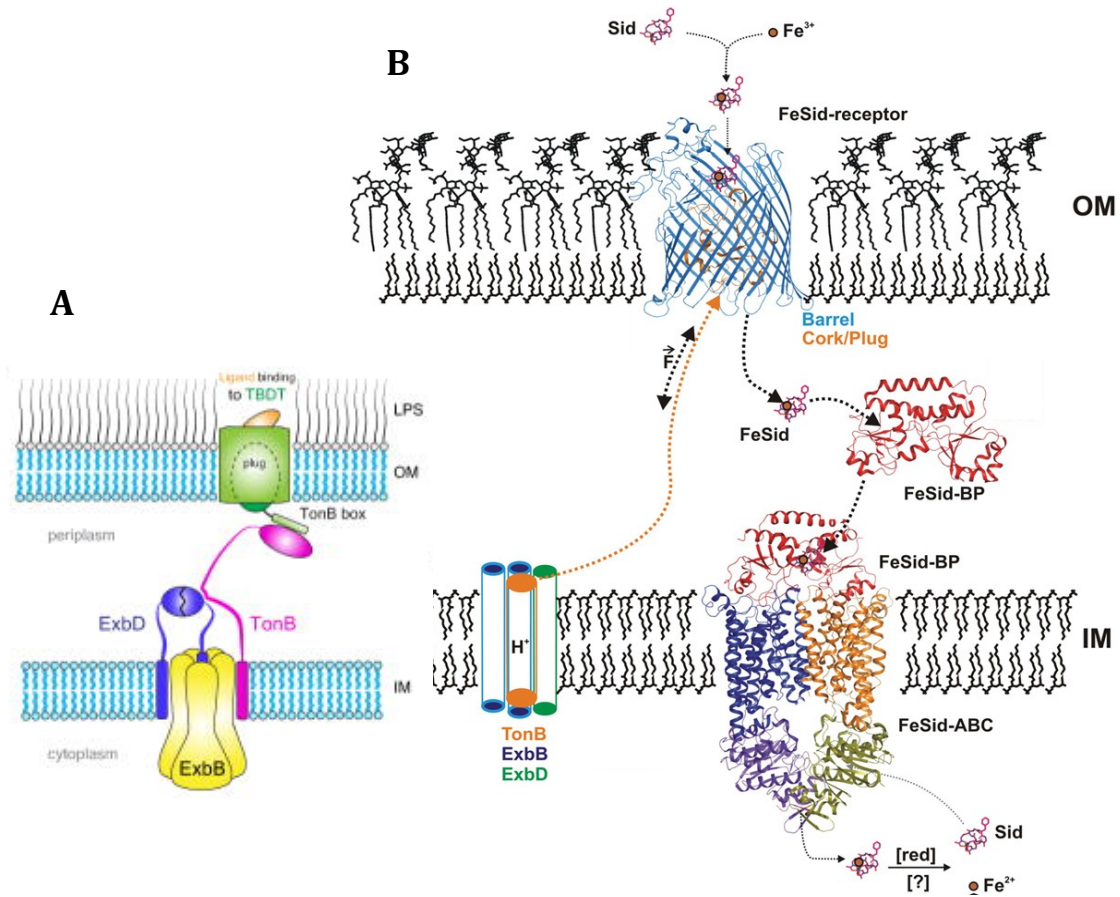 B
Sid
Fe3+
FeSid-receptor
OM
Barrel
Cork/Plug
F
FeSid
FeSid-BP
FeSid-BP
IM
H+
TonB
ExbB
ExbD
FeSid-ABC
Sid
[red]
[?]
Fe2+
A
Ligand binding
to TBDT
LPS
plug
OM
TonB box
periplasm
ExbD
TonB
IM
cytoplasm
ExbB